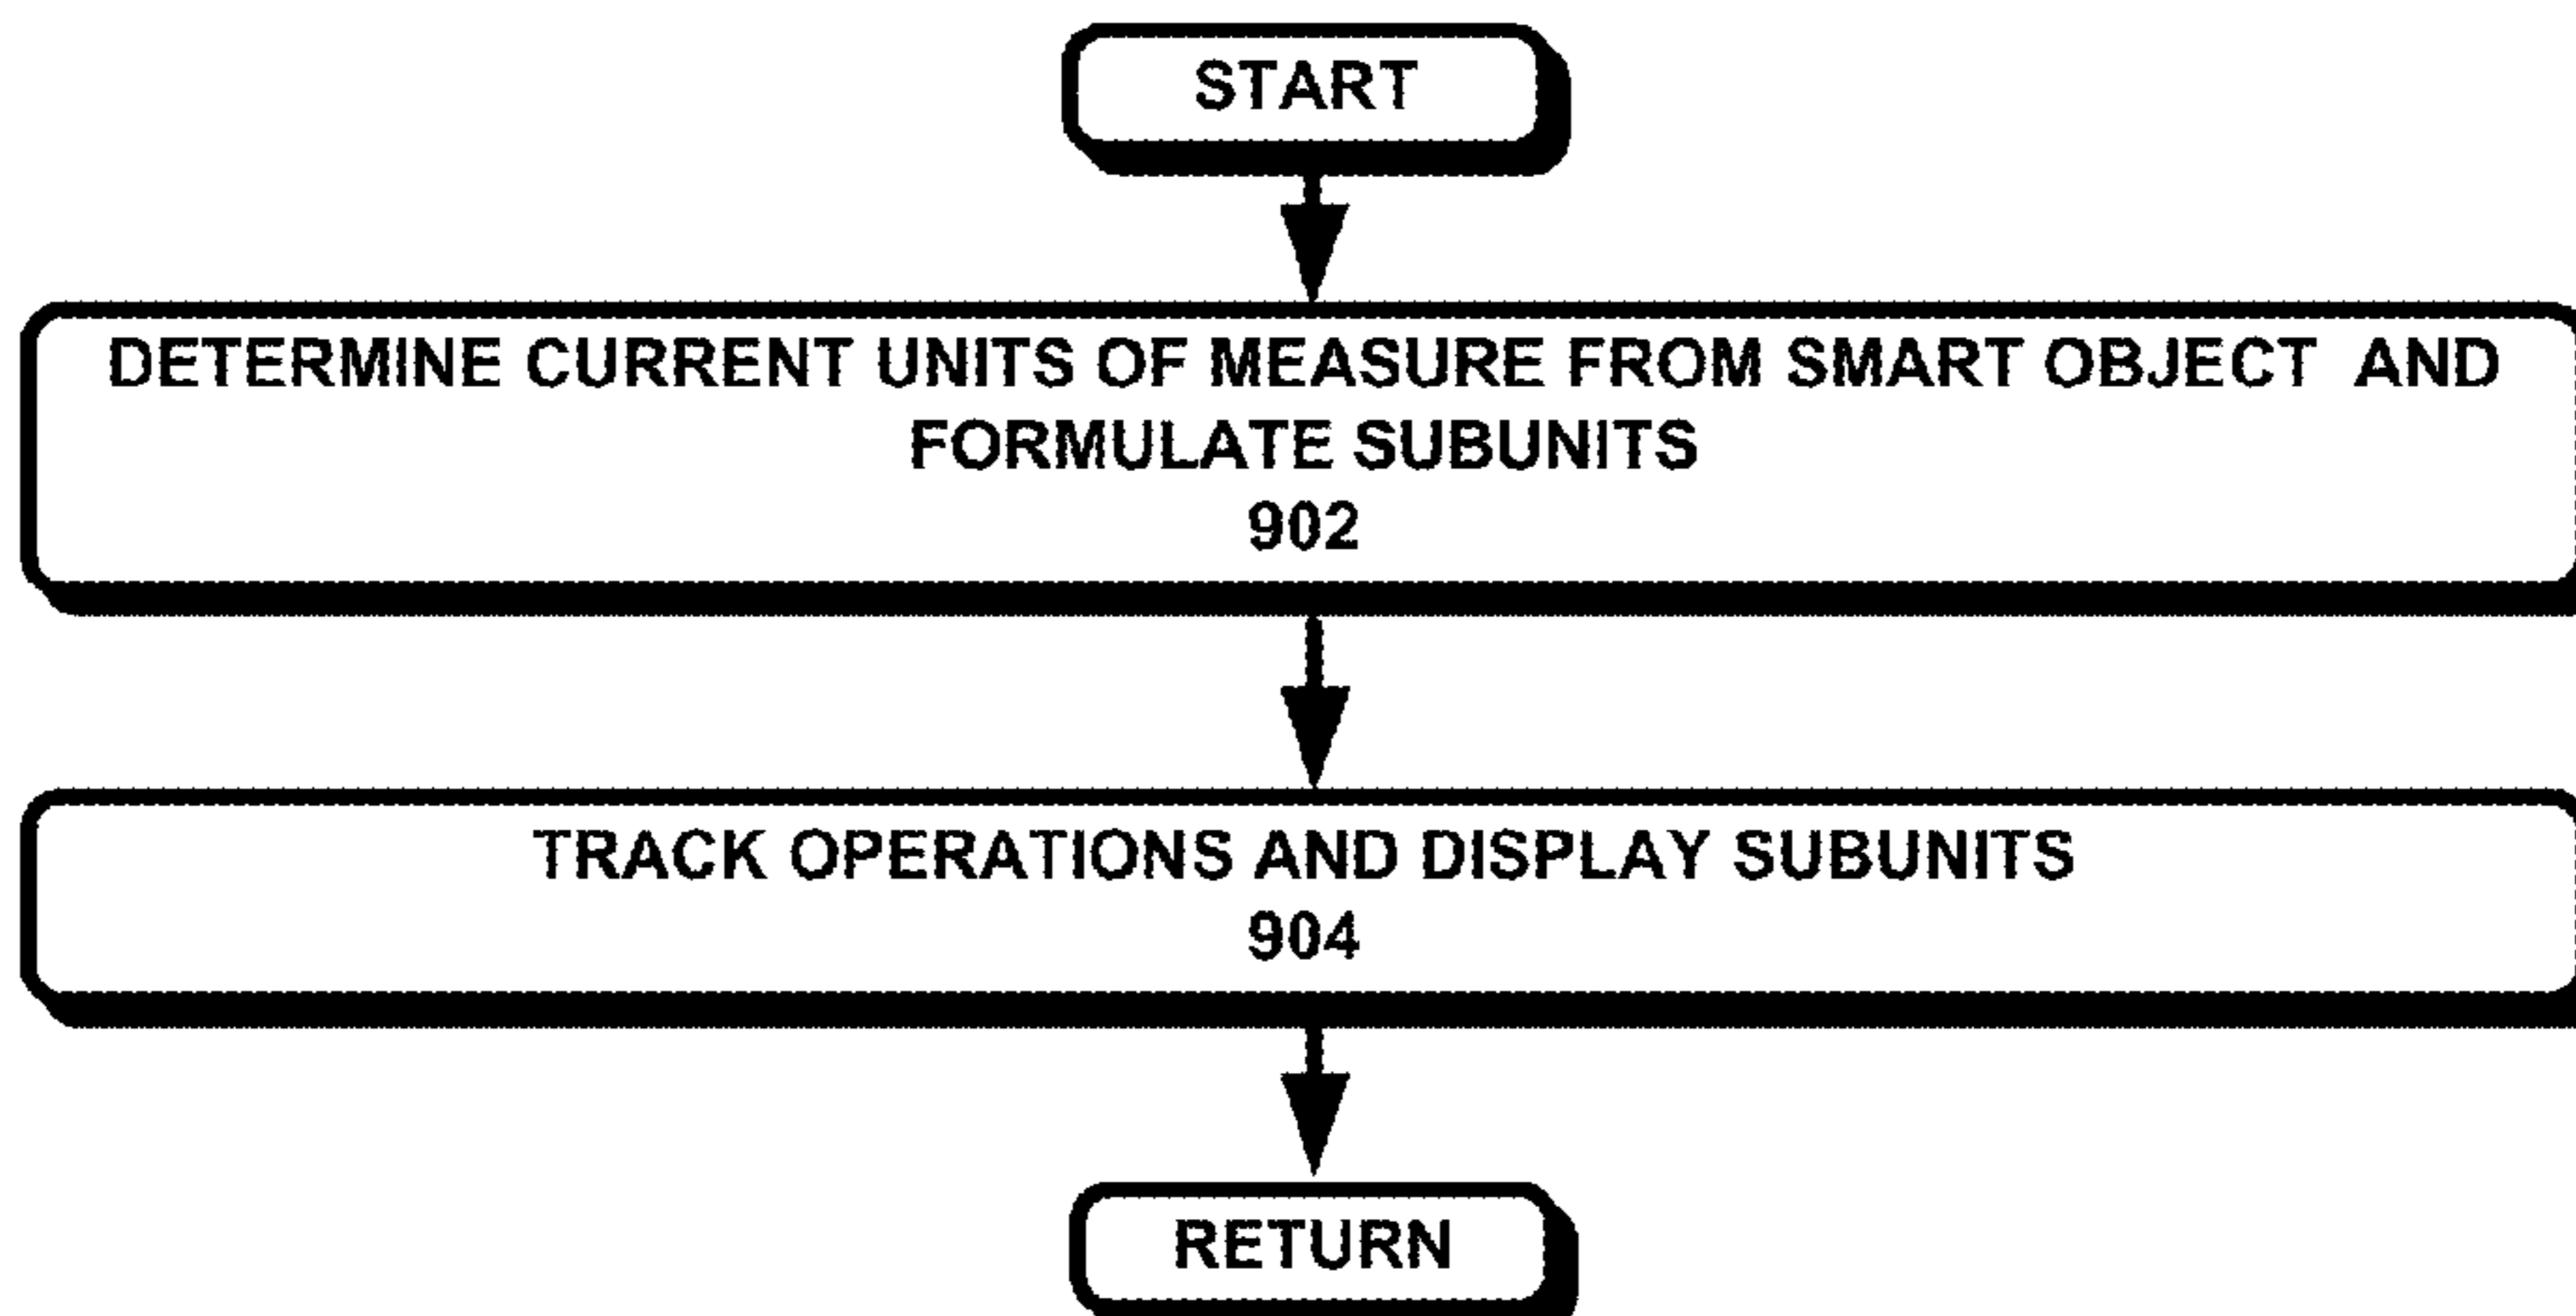 START
DETERMINE CURRENT UNITS OF MEASURE FROM SMART OBJECT AND
FORMULATE SUBUNITS
902
TRACK OPERATIONS AND DISPLAY SUBUNITS
904
RETURN